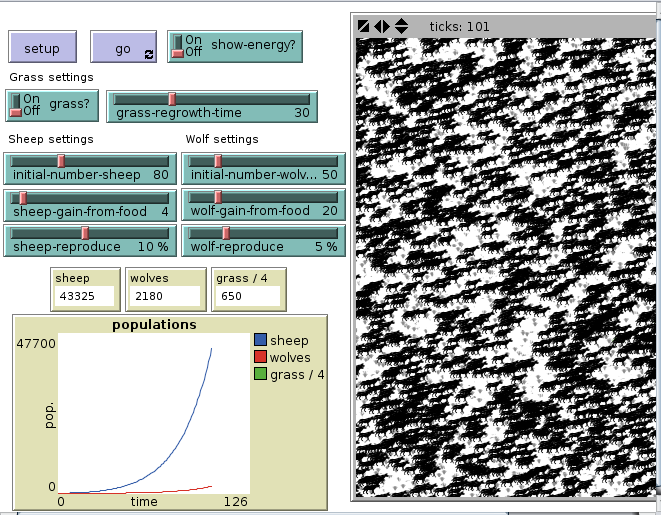 setup
go
On
Off
show-energy?
ticks: 101
Grass settings
On
Off
grass?
grass-regrowth-time 30
Sheep settings
Wolf settings
initial-number-sheep 80
initial-number-wolv... 50
sheep-gain-from-food 4
wolf-gain-from-food 20
sheep-reproduce 10 %
wolf-reproduce 5 %
sheep
43325
wolves
2180
grass / 4
650
populations
47700
pop.
0
0
time
126
sheep
wolves
grass / 4